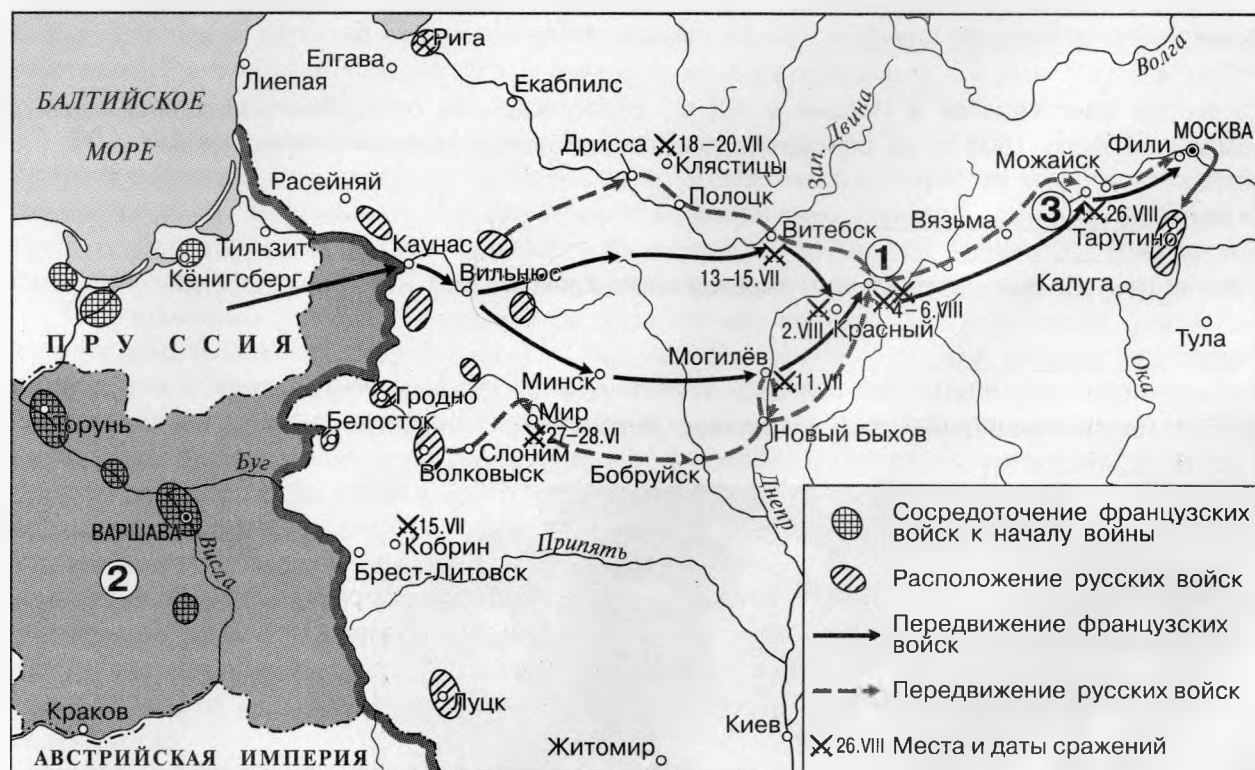 Рига
Елгава
Лиепая
Волга
БАЛТИЙСКОЕ
МОРЕ
Екабпилс
Зап. Двина
МОСКВА
Фили
Дрисса
18–20.VII
Клястицы
Можайск
Расейняй
Полоцк
3
26.VIII
Тарутино
Вязьма
Витебск
Тильзит
Каунас
Кёнигсберг
Вильнюс
13–15.VII
1
Калуга
4–6.VIII
2.VIII
Красный
Тула
ПРУССИЯ
Могилёв
Минск
11.VII
Ока
Гродно
Белосток
Мир
27–28.VI
Торунь
Новый Быхов
Слоним
Волковыск
Бобруйск
Буг
Днепр
ВАРШАВА
15.VII
Кобрин
Припять
Висла
Брест-Литовск
2
Луцк
Краков
Киев
Житомир
АВСТРИЙСКАЯ ИМПЕРИЯ
Сосредоточение французских
войск к началу войны
Расположение русских войск
Передвижение французских
войск
Передвижение русских войск
26.VIII Места и даты сражений